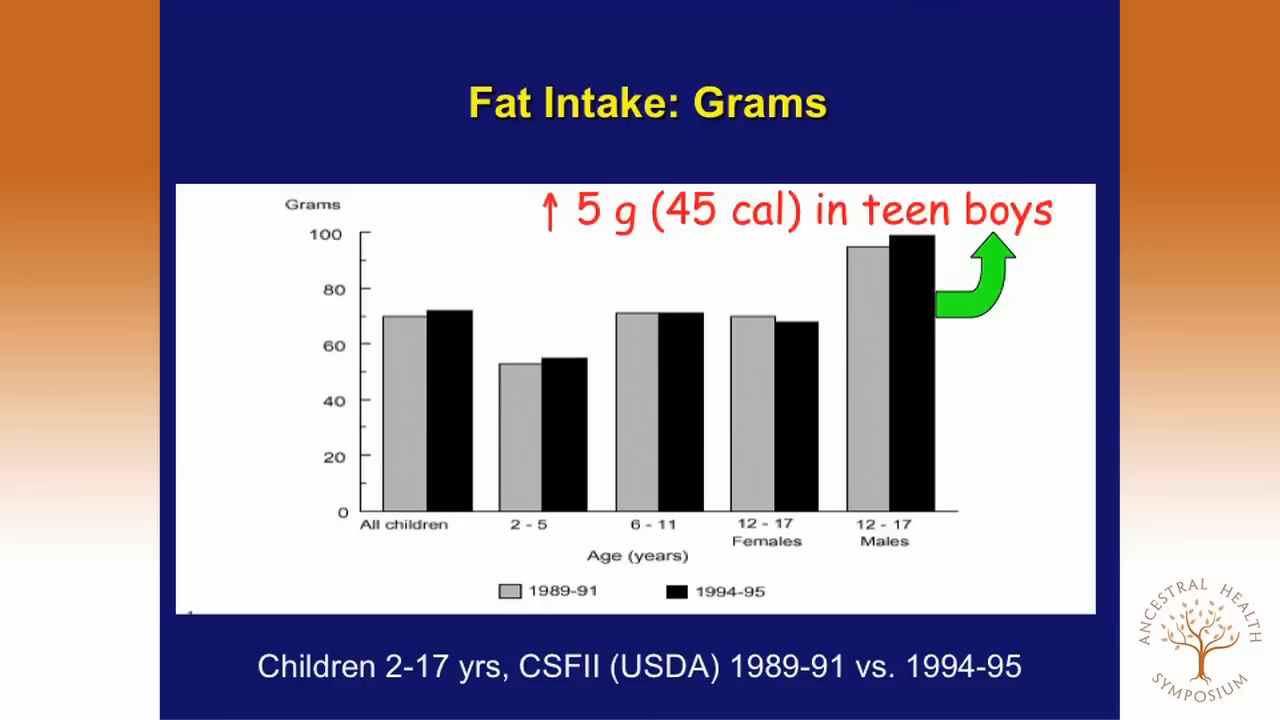 Fat Intake: Grams
↑ 5 g (45 cal) in teen boys
Grams
100
80
60
40
20
0
All children
2 - 5
6 - 11
12 - 17
Females
12 - 17
Males
Age (years)
1989-91
1994-95
Children 2-17 yrs, CSFII (USDA) 1989-91 vs. 1994-95
ANCESTRAL HEALTH
SYMPOSIUM